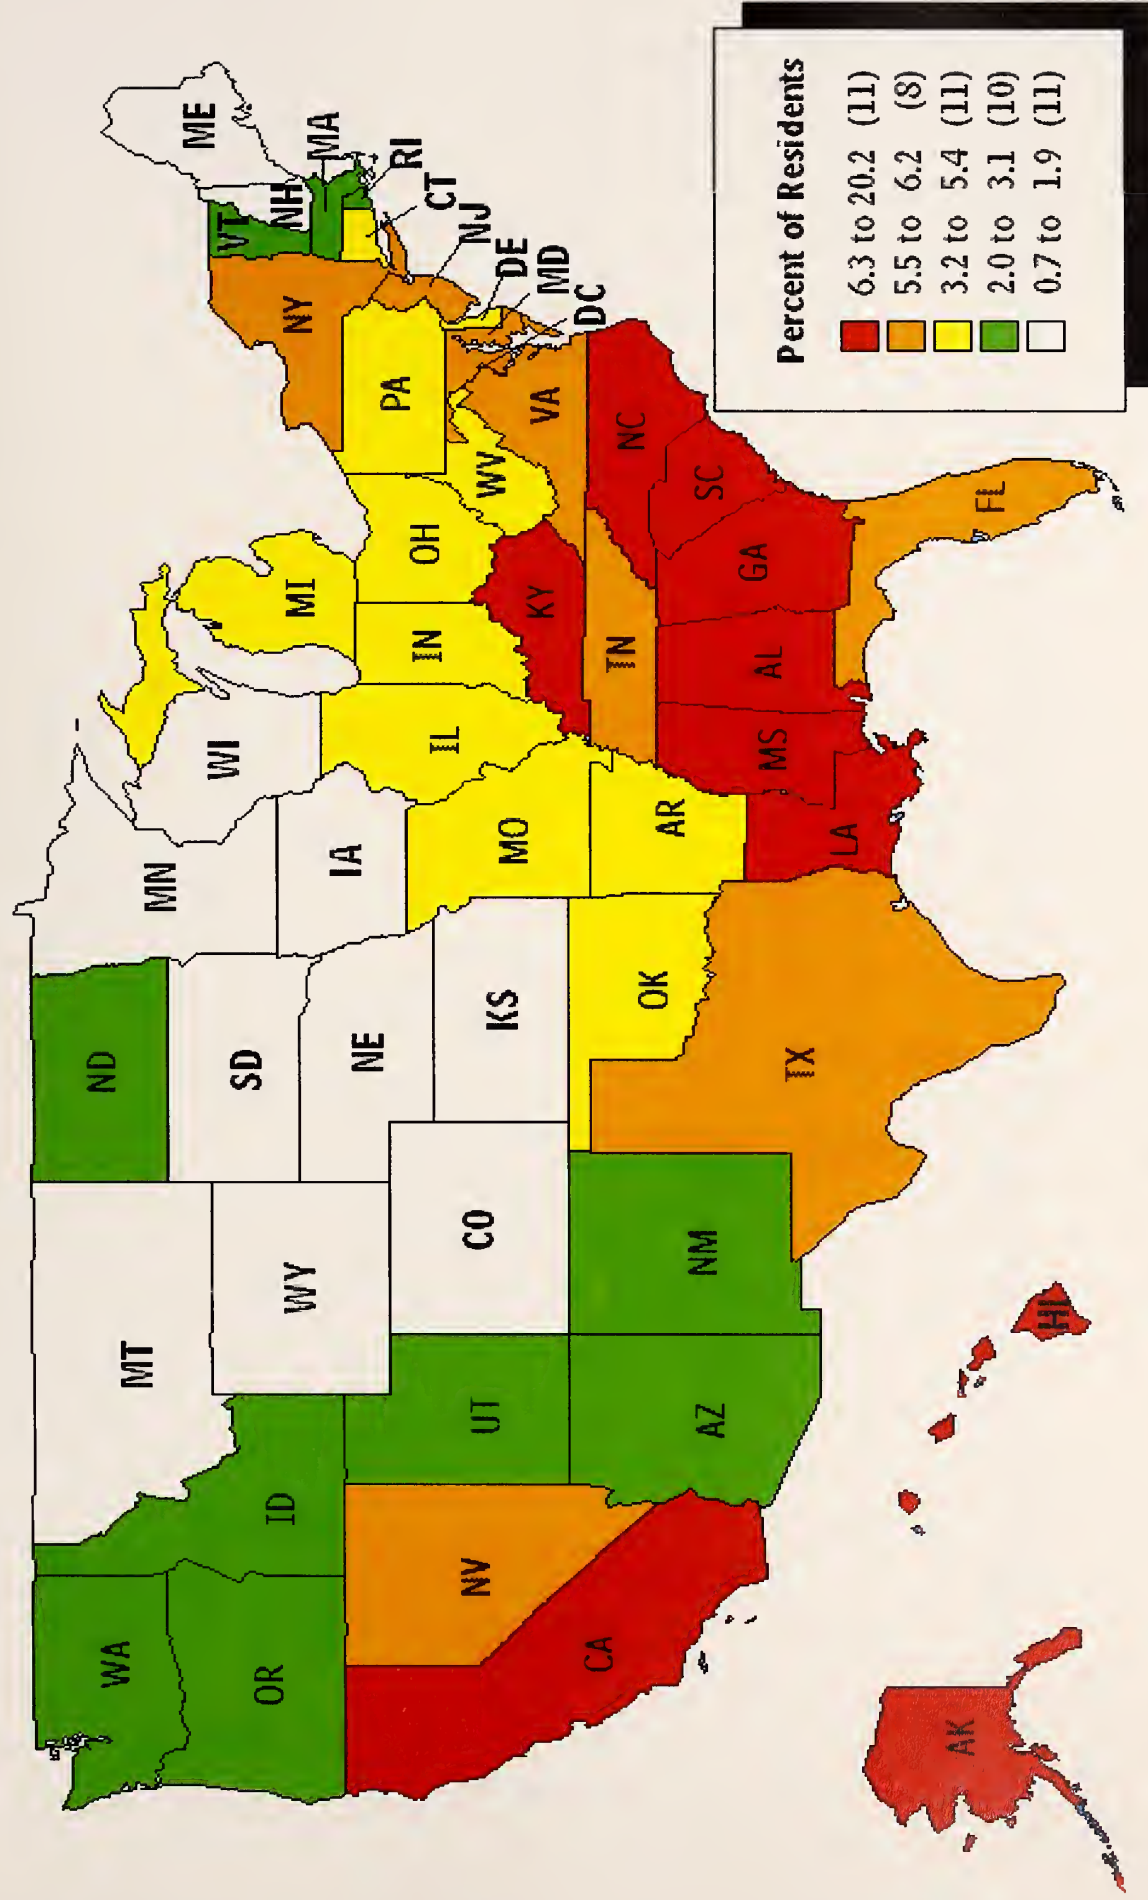 WA
OR
CA
NV
ID
MT
WY
UT
AZ
CO
NM
ND
SD
NE
KS
OK
TX
MN
IA
MO
AR
LA
WI
IL
MI
IN
OH
KY
TN
MS
AL
GA
FL
SC
NC
VA
WV
PA
NY
VT
NH
ME
MA
RI
CT
NJ
DE
MD
DC
AK
HI
Percent of Residents
6.3 to 20.2 (11)
5.5 to 6.2 (8)
3.2 to 5.4 (11)
2.0 to 3.1 (10)
0.7 to 1.9 (11)